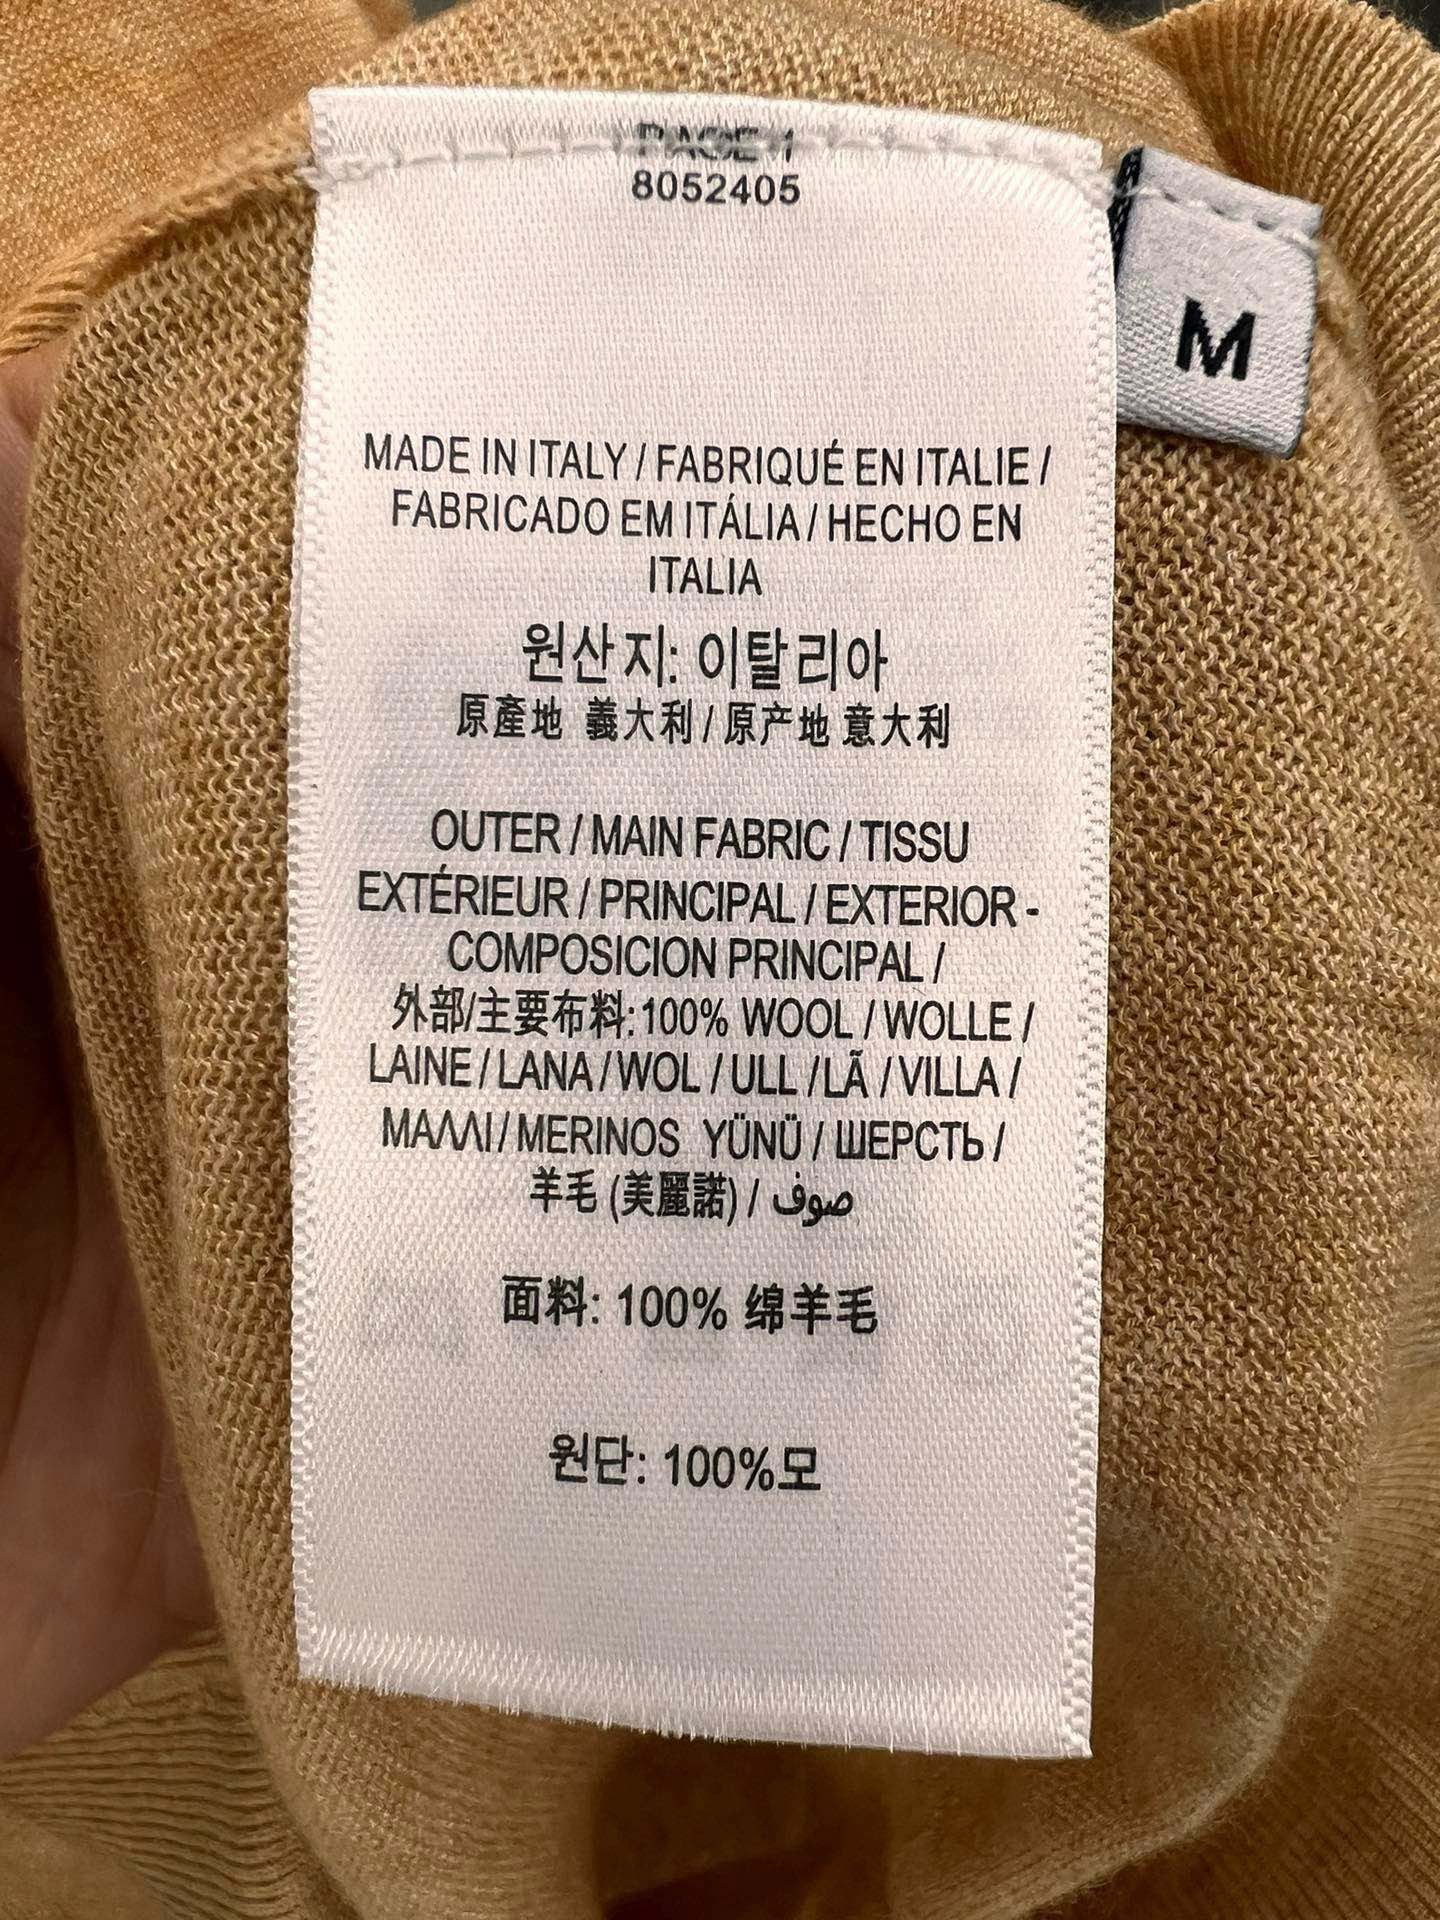 PAGE 1
8052405
M
MADE IN ITALY / FABRIQUÉ EN ITALIE /
FABRICADO EM ITÁLIA / HECHO EN
ITALIA
원산지: 이탈리아
原產地 義大利 / 原产地 意大利
OUTER / MAIN FABRIC / TISSU
EXTÉRIEUR / PRINCIPAL / EXTERIOR -
COMPOSICION PRINCIPAL /
外部/主要布料: 100% WOOL / WOLLE /
LAINE / LANA / WOL / ULL / LÃ / VILLA /
ΜΑΛΛΙ / MERINOS YÜNÜ / ШЕРСТЬ /
羊毛 (美麗諾) / صوف
面料: 100% 绵羊毛
원단: 100%모